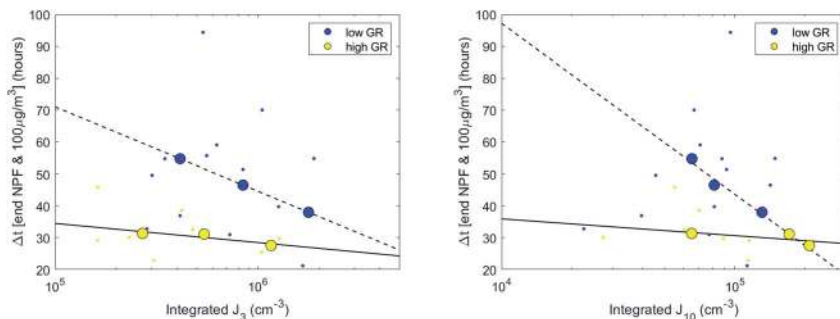 100
90
80
70
60
50
40
30
20
Δt [end NPF & 100μg/m³] (hours)
low GR
high GR
10⁵
10⁶
Integrated J₃ (cm⁻³)
100
90
80
70
60
50
40
30
20
Δt [end NPF & 100μg/m³] (hours)
low GR
high GR
10⁴
10⁵
Integrated J₁₀ (cm⁻³)